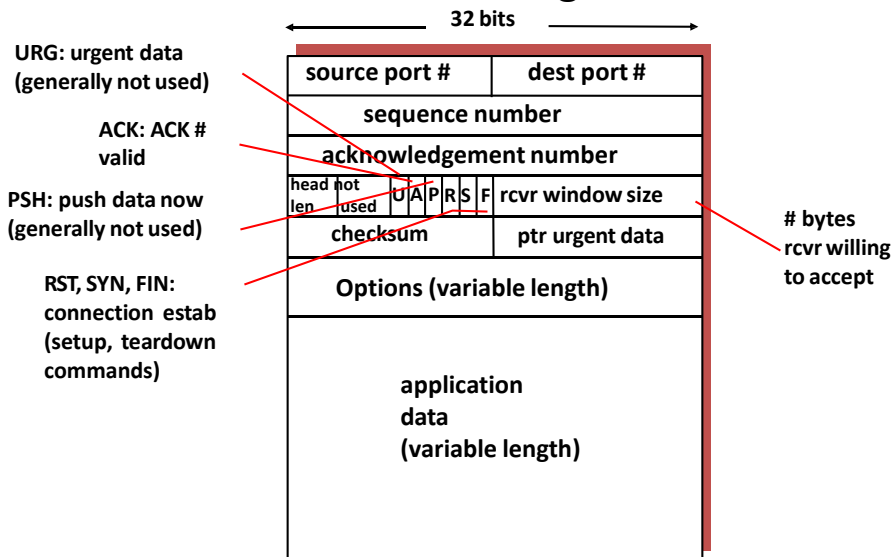 32 bits
URG: urgent data
(generally not used)
ACK: ACK #
valid
PSH: push data now
(generally not used)
RST, SYN, FIN:
connection estab
(setup, teardown
commands)
source port #
dest port #
sequence number
acknowledgement number
head
len
not
used
U A P R S F
rcvr window size
checksum
ptr urgent data
Options (variable length)
application
data
(variable length)
# bytes
rcvr willing
to accept